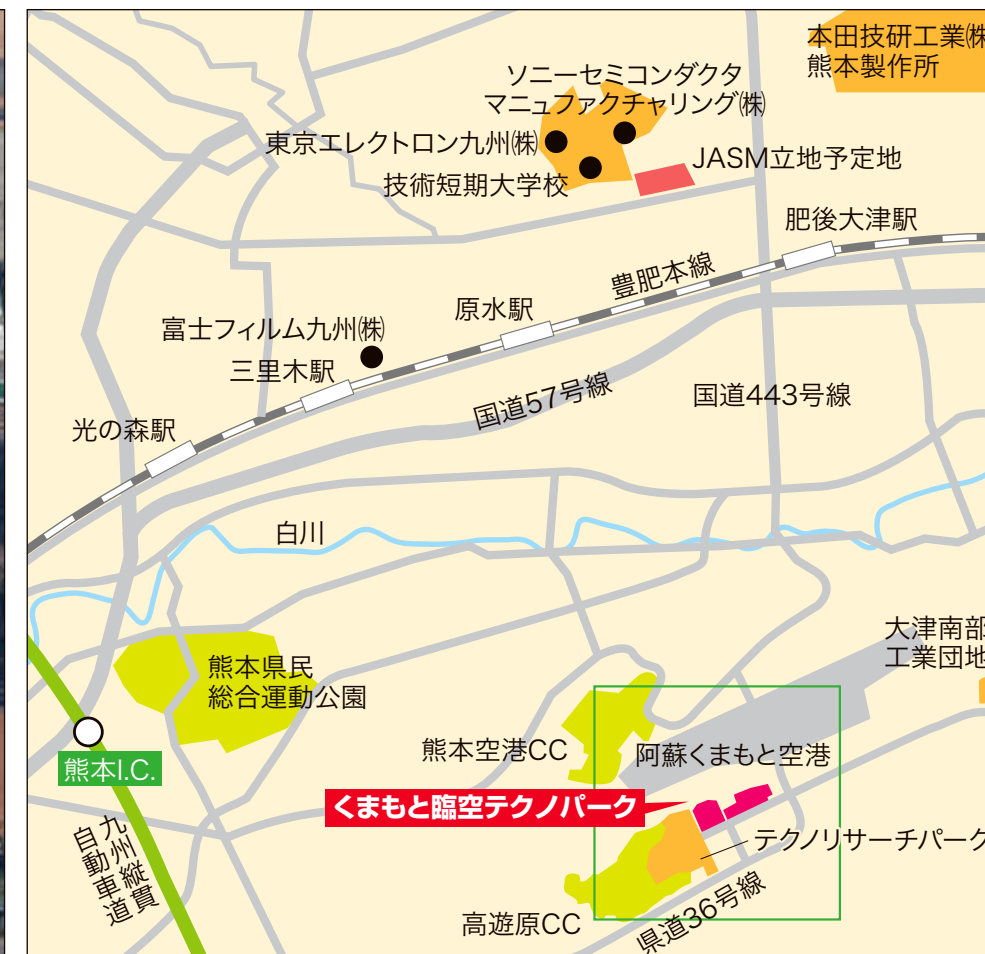 本田技研工業㈱
熊本製作所
ソニーセミコンダクタ
マニュファクチャリング㈱
東京エレクトロン九州㈱
技術短期大学校
JASM立地予定地
肥後大津駅
豊肥本線
原水駅
富士フィルム九州㈱
三里木駅
国道57号線
国道443号線
光の森駅
白川
大津南部
工業団地
熊本県民
総合運動公園
熊本空港CC
阿蘇くまもと空港
熊本I.C.
くまもと臨空テクノパーク
九州縦貫
自動車道
テクノリサーチパーク
高遊原CC
県道36号線